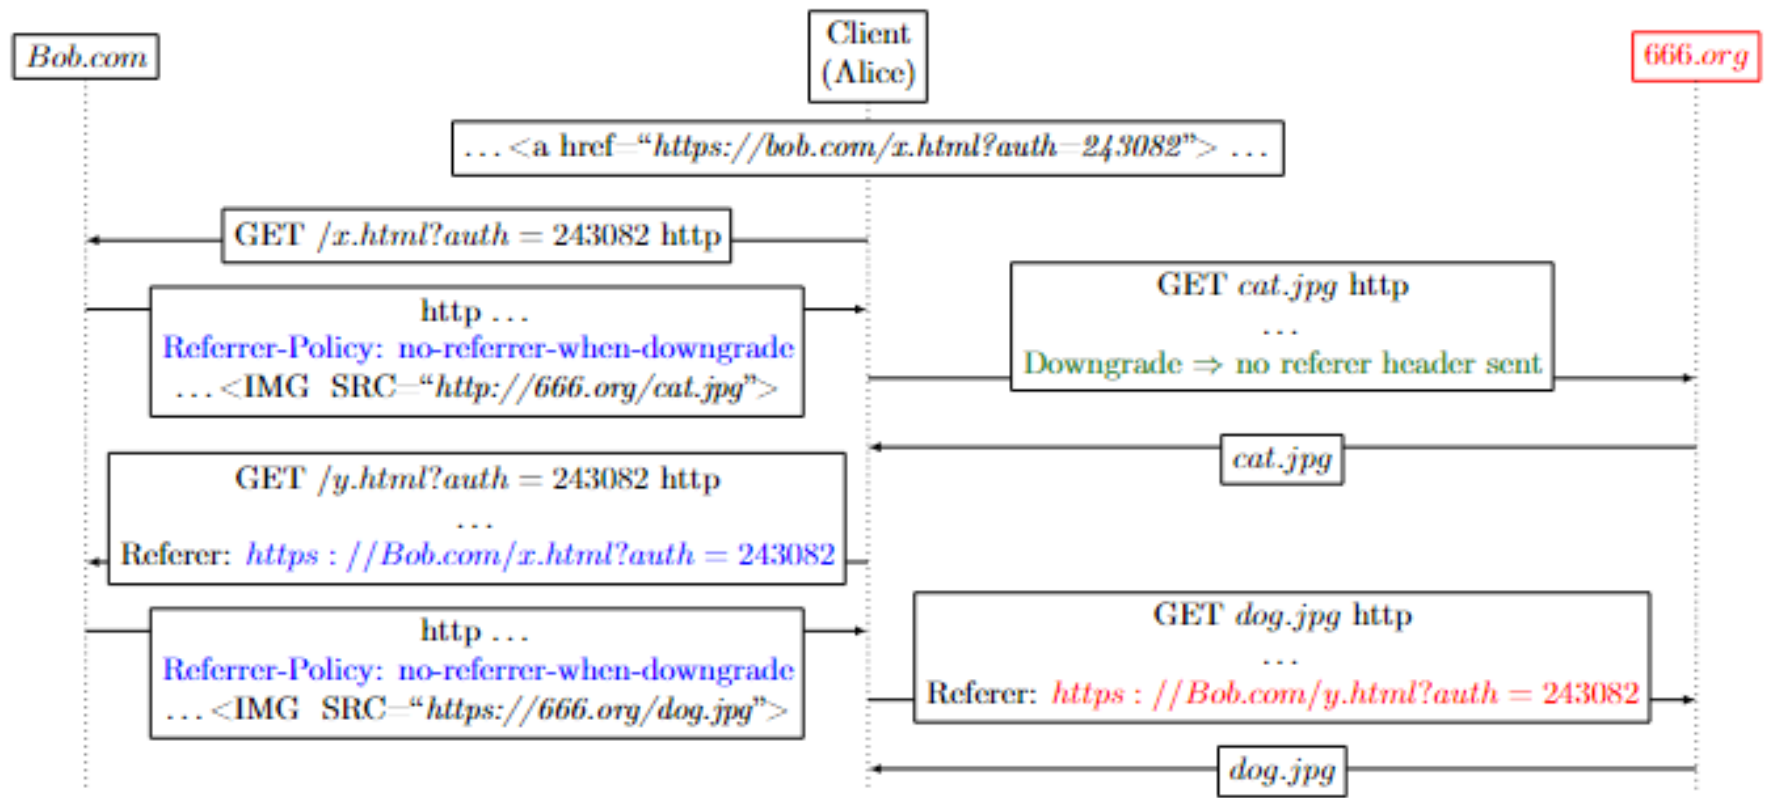 Bob.com
Client
(Alice)
666.org
...<a href="https://bob.com/x.html?auth=243082"> ...
GET /x.html?auth = 243082 http
http ...
Referrer-Policy: no-referrer-when-downgrade
...<IMG SRC="http://666.org/cat.jpg">
GET cat.jpg http
...
Downgrade ⇒ no referer header sent
cat.jpg
GET /y.html?auth = 243082 http
...
Referer: https : //Bob.com/x.html?auth = 243082
http ...
Referrer-Policy: no-referrer-when-downgrade
...<IMG SRC="https://666.org/dog.jpg">
GET dog.jpg http
...
Referer: https : //Bob.com/y.html?auth = 243082
dog.jpg